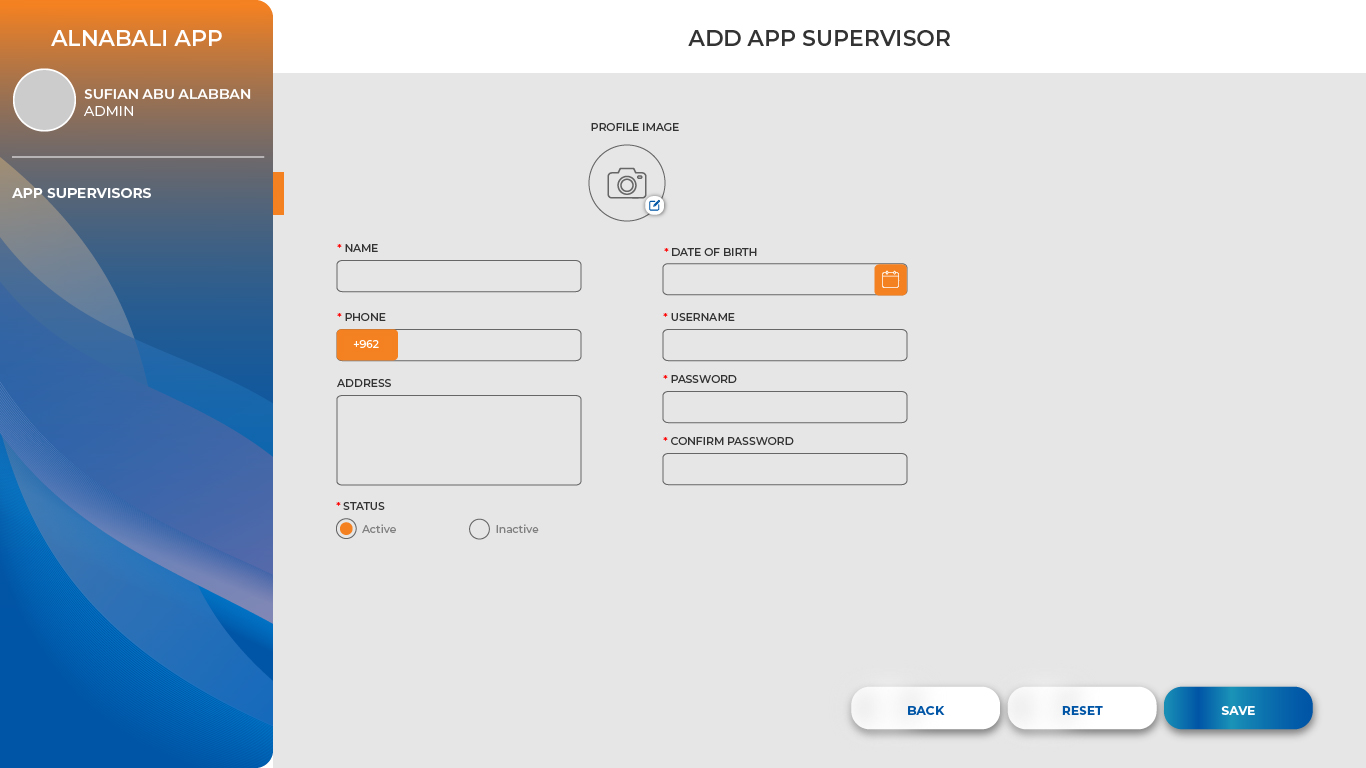 ALNABALI APP
SUFIAN ABU ALABBAN
ADMIN
APP SUPERVISORS
ADD APP SUPERVISOR
PROFILE IMAGE
* NAME
* DATE OF BIRTH
* PHONE
+962
* USERNAME
ADDRESS
* PASSWORD
* CONFIRM PASSWORD
* STATUS
Active
Inactive
BACK
RESET
SAVE